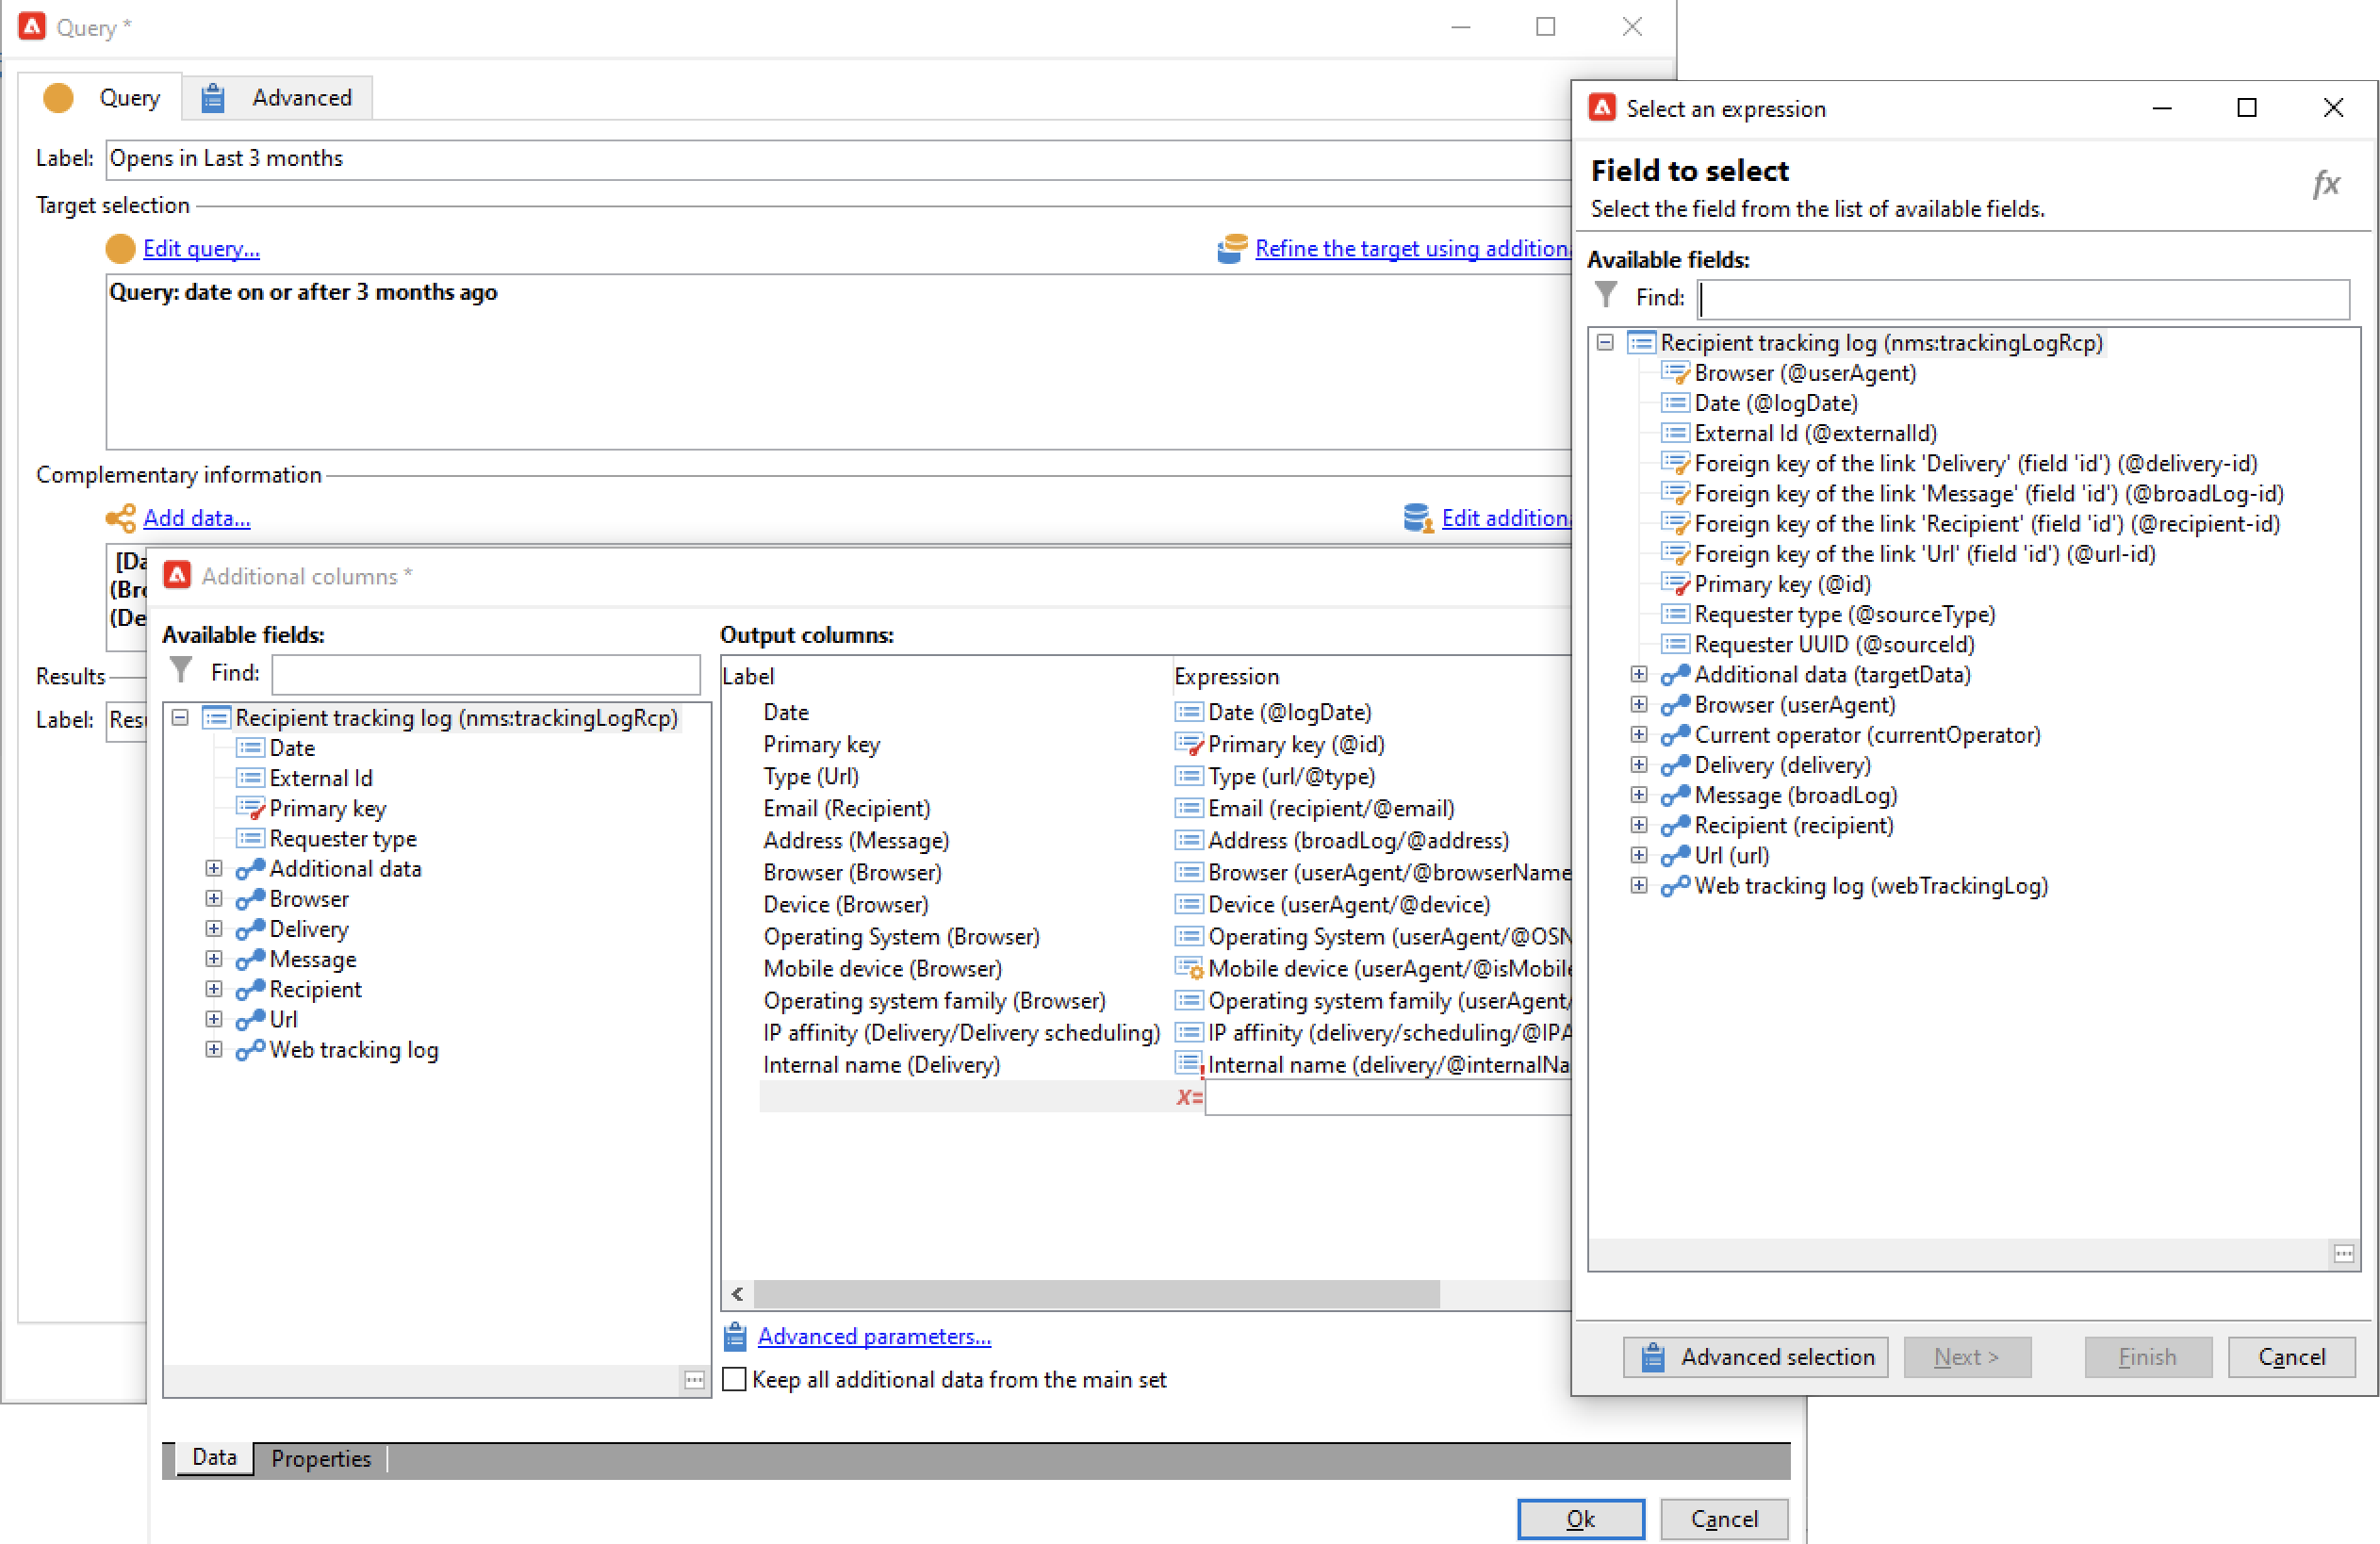 Query *
Query
Advanced
Label: Opens in Last 3 months
Target selection
Edit query...
Refine the target using additiona
Query: date on or after 3 months ago
Complementary information
Add data...
Edit additiona
[Da
(Bro
(De
Results
Label: Resu
Additional columns *
Available fields:
Find:
Recipient tracking log (nms:trackingLogRcp)
Date
External Id
Primary key
Requester type
Additional data
Browser
Delivery
Message
Recipient
Url
Web tracking log
Output columns:
Label Expression
Date Date (@logDate)
Primary key Primary key (@id)
Type (Url) Type (url/@type)
Email (Recipient) Email (recipient/@email)
Address (Message) Address (broadLog/@address)
Browser (Browser) Browser (userAgent/@browserName
Device (Browser) Device (userAgent/@device)
Operating System (Browser) Operating System (userAgent/@OSN
Mobile device (Browser) Mobile device (userAgent/@isMobile
Operating system family (Browser) Operating system family (userAgent/
IP affinity (Delivery/Delivery scheduling) IP affinity (delivery/scheduling/@IPA
Internal name (Delivery) Internal name (delivery/@internalNa
x=
Advanced parameters...
Keep all additional data from the main set
Data Properties
Ok Cancel
Select an expression
Field to select
fx
Select the field from the list of available fields.
Available fields:
Find:
Recipient tracking log (nms:trackingLogRcp)
Browser (@userAgent)
Date (@logDate)
External Id (@externalId)
Foreign key of the link 'Delivery' (field 'id') (@delivery-id)
Foreign key of the link 'Message' (field 'id') (@broadLog-id)
Foreign key of the link 'Recipient' (field 'id') (@recipient-id)
Foreign key of the link 'Url' (field 'id') (@url-id)
Primary key (@id)
Requester type (@sourceType)
Requester UUID (@sourceId)
Additional data (targetData)
Browser (userAgent)
Current operator (currentOperator)
Delivery (delivery)
Message (broadLog)
Recipient (recipient)
Url (url)
Web tracking log (webTrackingLog)
Advanced selection Next > Finish Cancel